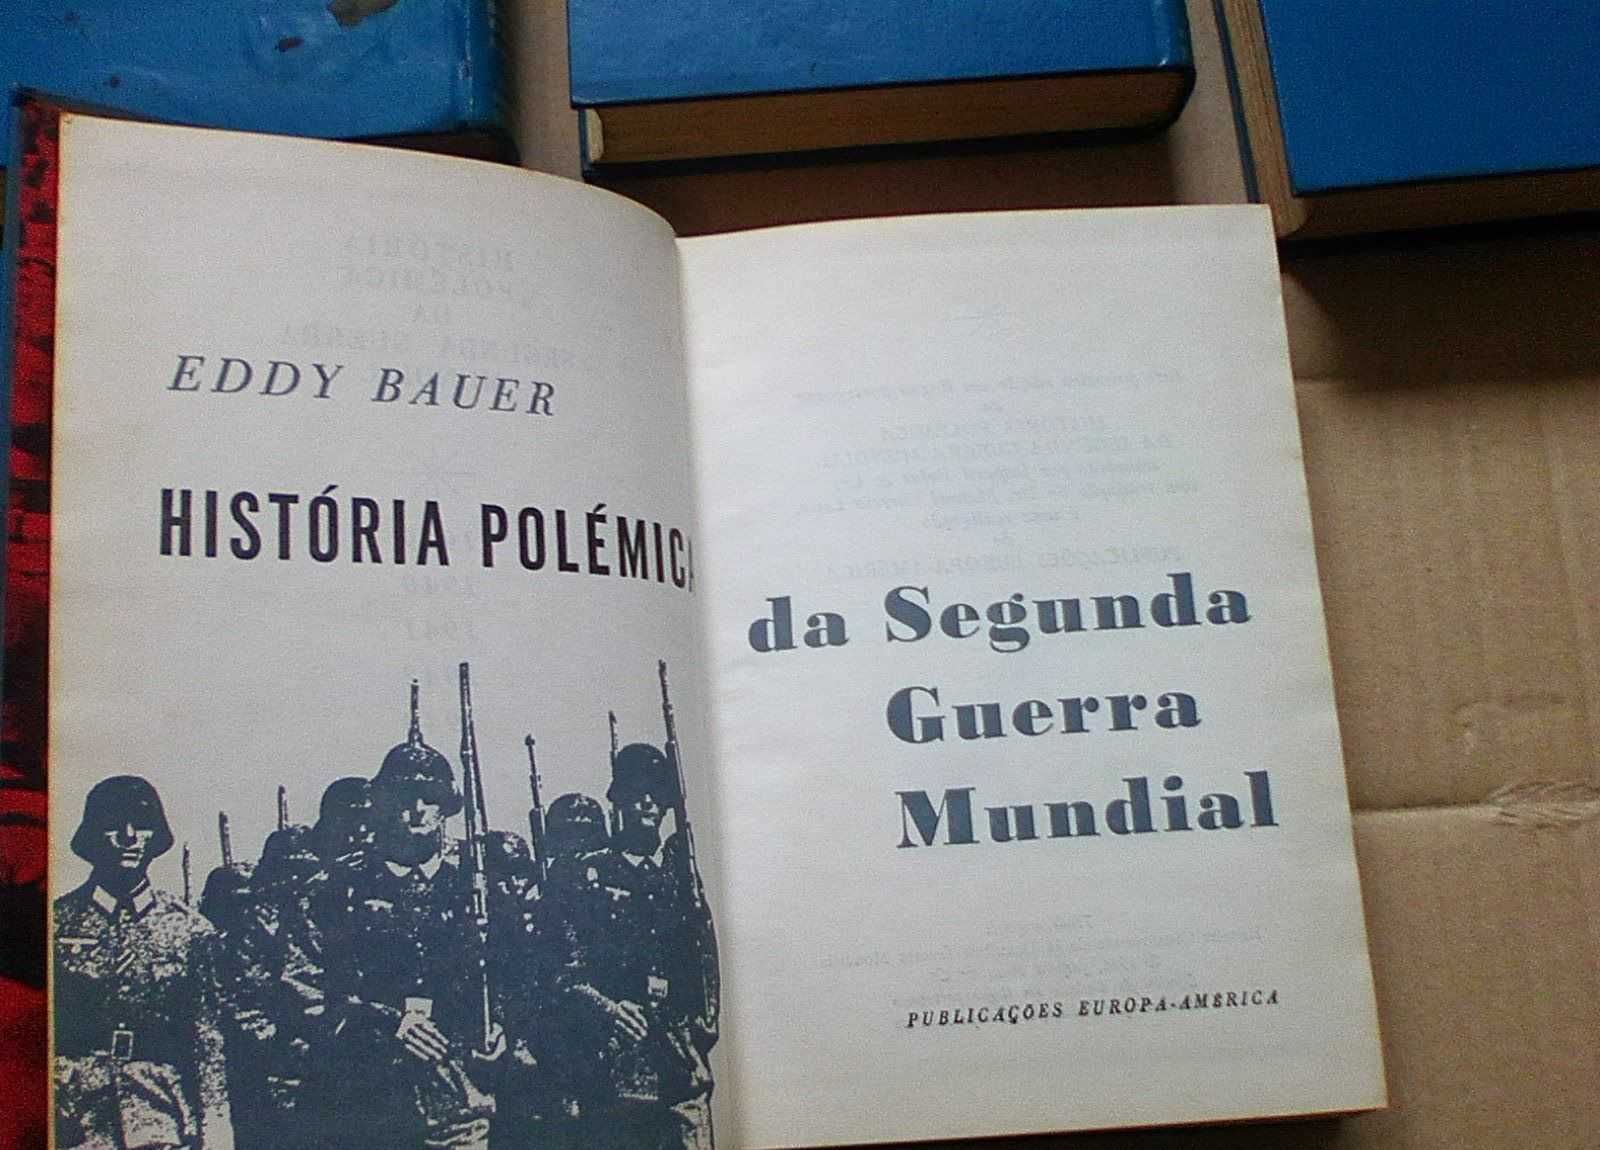 EDDY BAUER
HISTÓRIA POLÉMICA
da Segunda
Guerra
Mundial
PUBLICAÇÕES EUROPA-AMÉRICA